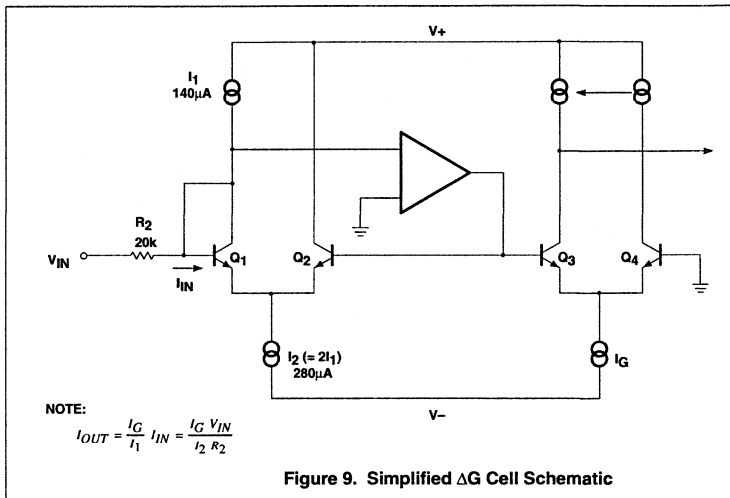 V+
I1
140µA
R2
20k
VIN
IIN
Q1
Q2
Q3
Q4
I2 (= 2I1)
280µA
IG
V–
NOTE:
IOUT = IG/I1 IIN = IG VIN/I2 R2
Figure 9. Simplified ΔG Cell Schematic